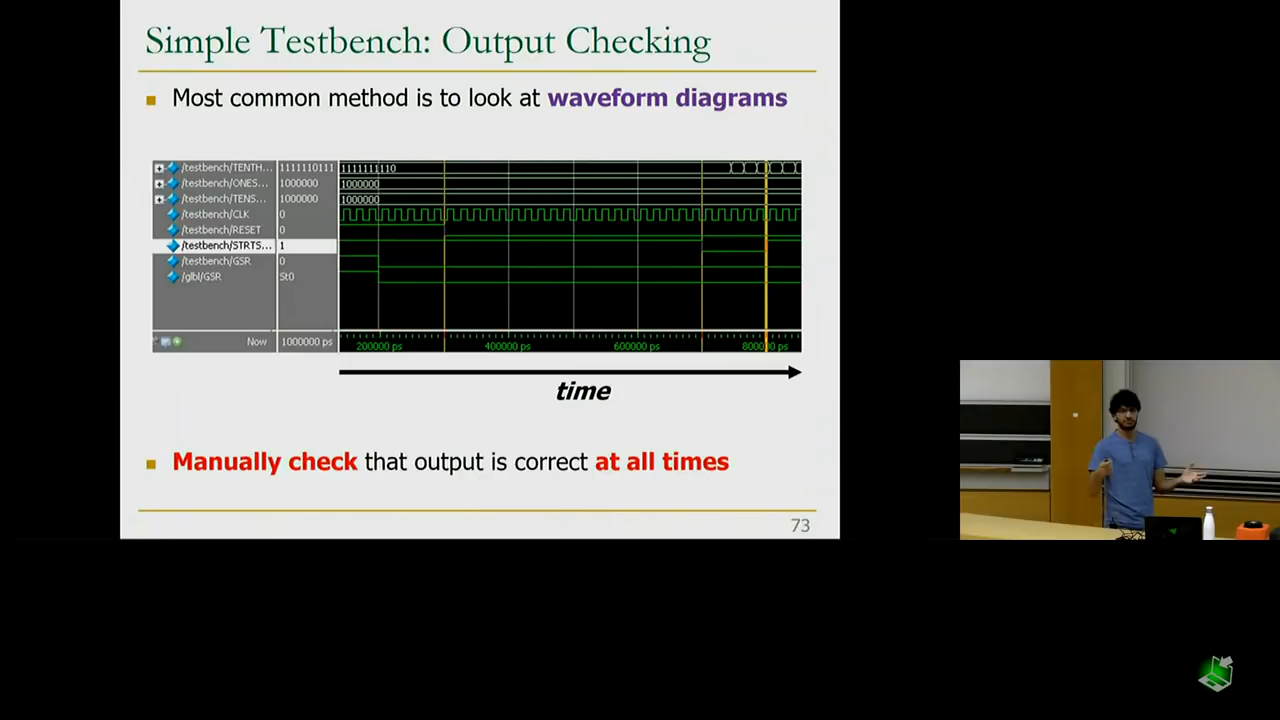 Simple Testbench: Output Checking
Most common method is to look at waveform diagrams
/testbench/TENTH... 1111110111 1111111110
/testbench/ONES... 1000000 1000000
/testbench/TENS... 1000000 1000000
/testbench/CLK 0
/testbench/RESET 0
/testbench/STRTS... 1
/testbench/GSR 0
/glbl/GSR St0
Now 1000000 ps 200000 ps 400000 ps 600000 ps 800000 ps
time
Manually check that output is correct at all times
73